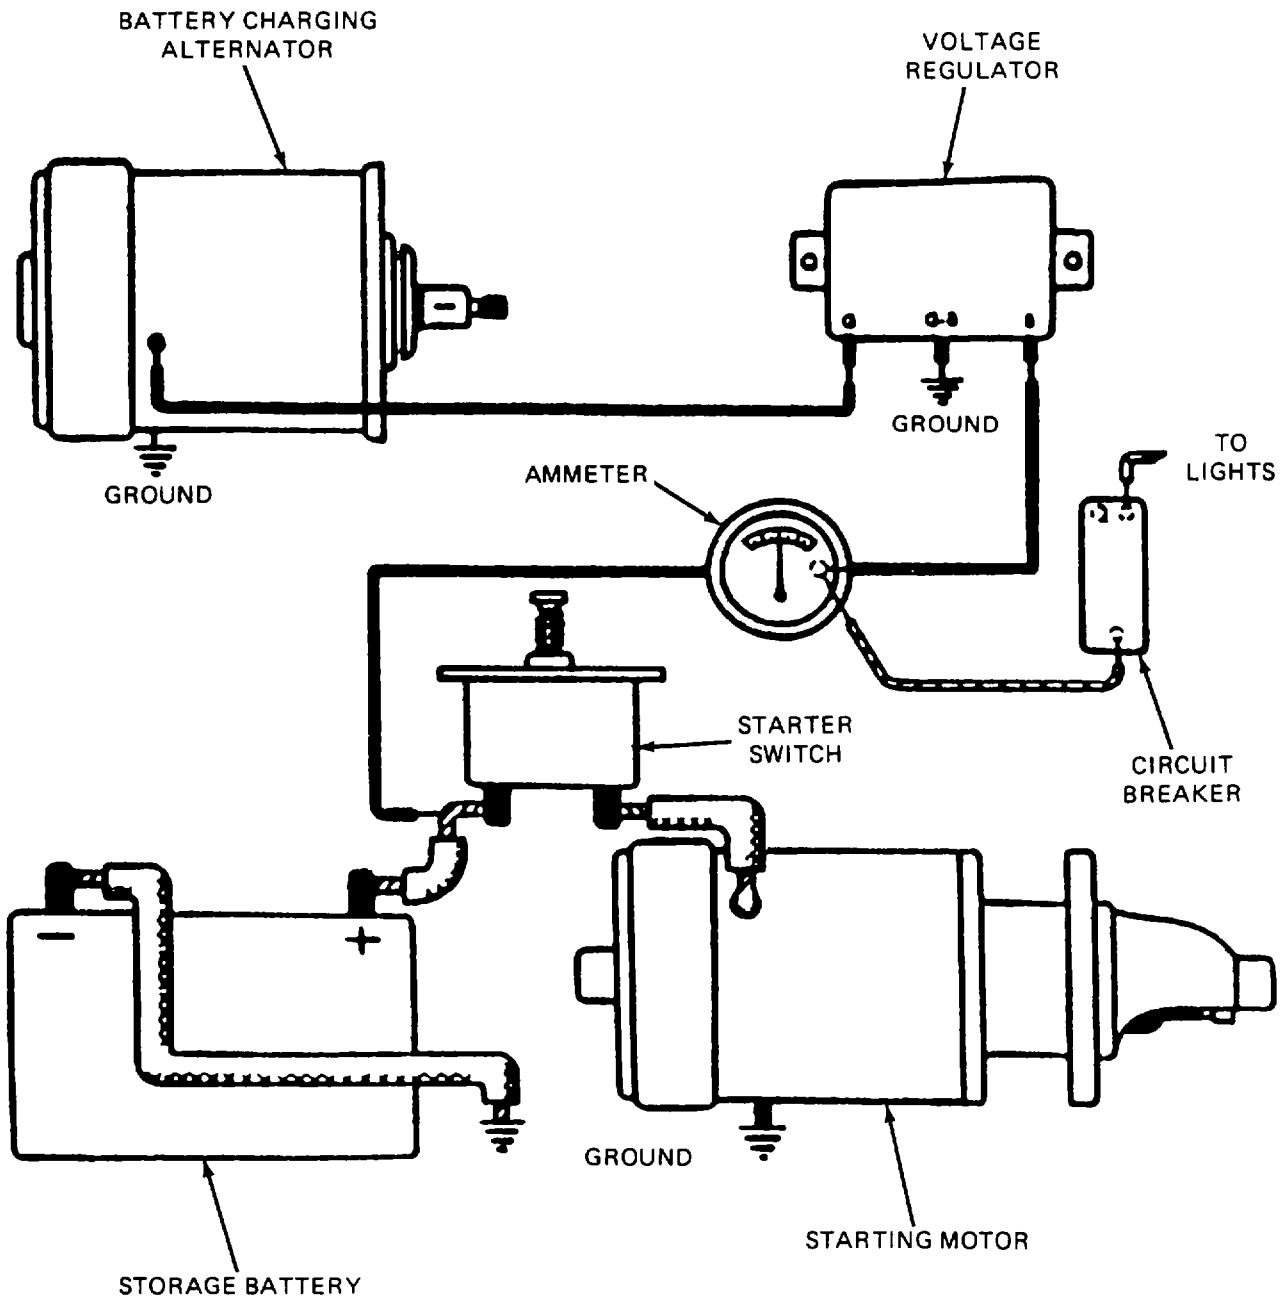 BATTERY CHARGING
ALTERNATOR
VOLTAGE
REGULATOR
GROUND
GROUND
AMMETER
TO
LIGHTS
STARTER
SWITCH
CIRCUIT
BREAKER
−
+
GROUND
STARTING MOTOR
STORAGE BATTERY